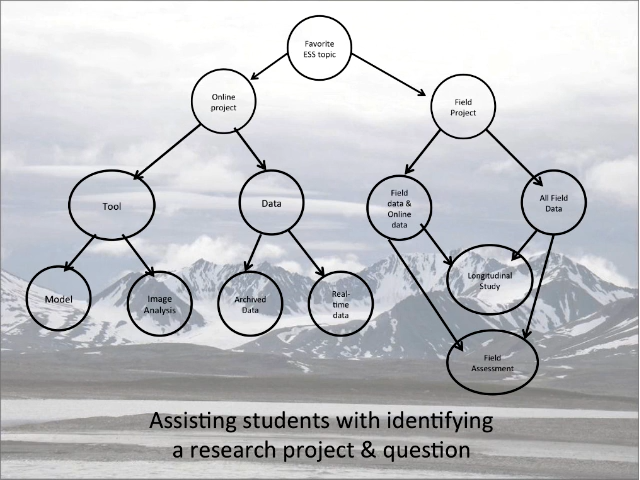 Favorite
ESS topic
Online
project
Field
Project
Tool
Data
Field
data &
Online
data
All Field
Data
Model
Image
Analysis
Archived
Data
Real-
time
data
Longitudinal
Study
Field
Assessment
Assisting students with identifying
a research project & question